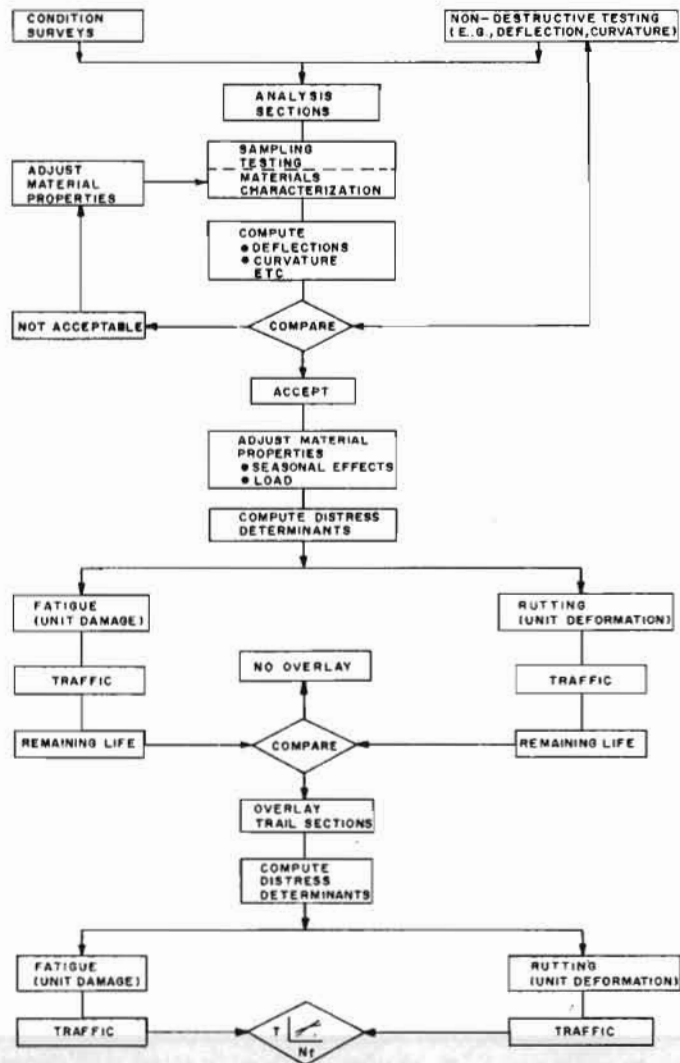 CONDITION
SURVEYS
NON-DESTRUCTIVE TESTING
(E.G., DEFLECTION, CURVATURE)
ANALYSIS
SECTIONS
SAMPLING
TESTING
MATERIALS
CHARACTERIZATION
ADJUST
MATERIAL
PROPERTIES
COMPUTE
• DEFLECTIONS
• CURVATURE
ETC
NOT ACCEPTABLE
COMPARE
ACCEPT
ADJUST MATERIAL
PROPERTIES
• SEASONAL EFFECTS
• LOAD
COMPUTE DISTRESS
DETERMINANTS
FATIGUE
(UNIT DAMAGE)
RUTTING
(UNIT DEFORMATION)
NO OVERLAY
TRAFFIC
TRAFFIC
REMAINING LIFE
COMPARE
REMAINING LIFE
OVERLAY
TRAIL SECTIONS
COMPUTE
DISTRESS
DETERMINANTS
FATIGUE
(UNIT DAMAGE)
RUTTING
(UNIT DEFORMATION)
TRAFFIC
T
Nf
TRAFFIC